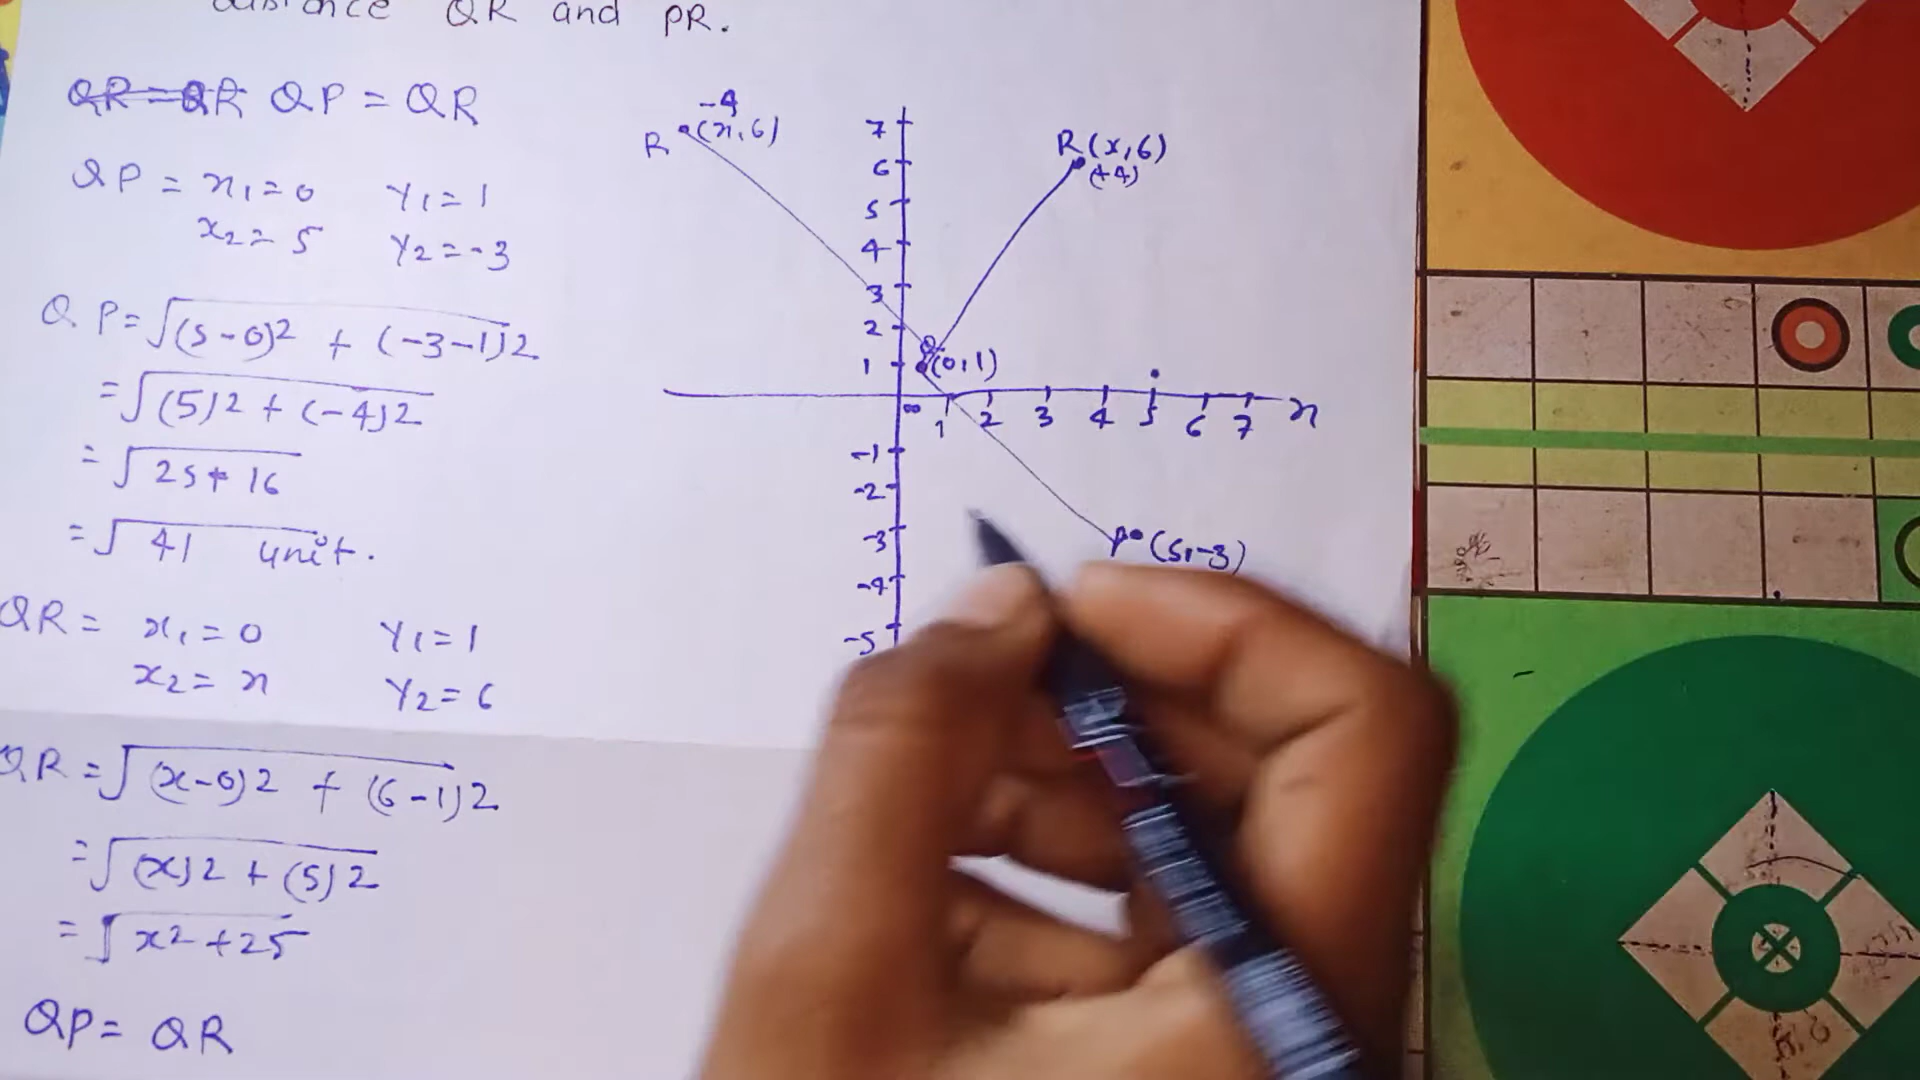 distance QR and PR.
QR = QR QP = QR
QP = x1 = 0 Y1 = 1
x2 = 5 Y2 = -3
QP = √(5-0)2 + (-3-1)2
= √(5)2 + (-4)2
= √25 + 16
= √41 unit.
QR = x1 = 0 Y1 = 1
x2 = x Y2 = 6
QR = √(x-0)2 + (6-1)2
= √(x)2 + (5)2
= √x2 + 25
QP = QR
-4
R (x, 6)
R (x, 6)
(+4)
7
6
5
4
3
2
1
Q
(0, 1)
1 2 3 4 5 6 7 x
-1
-2
-3
-4
-5
P (5, -3)